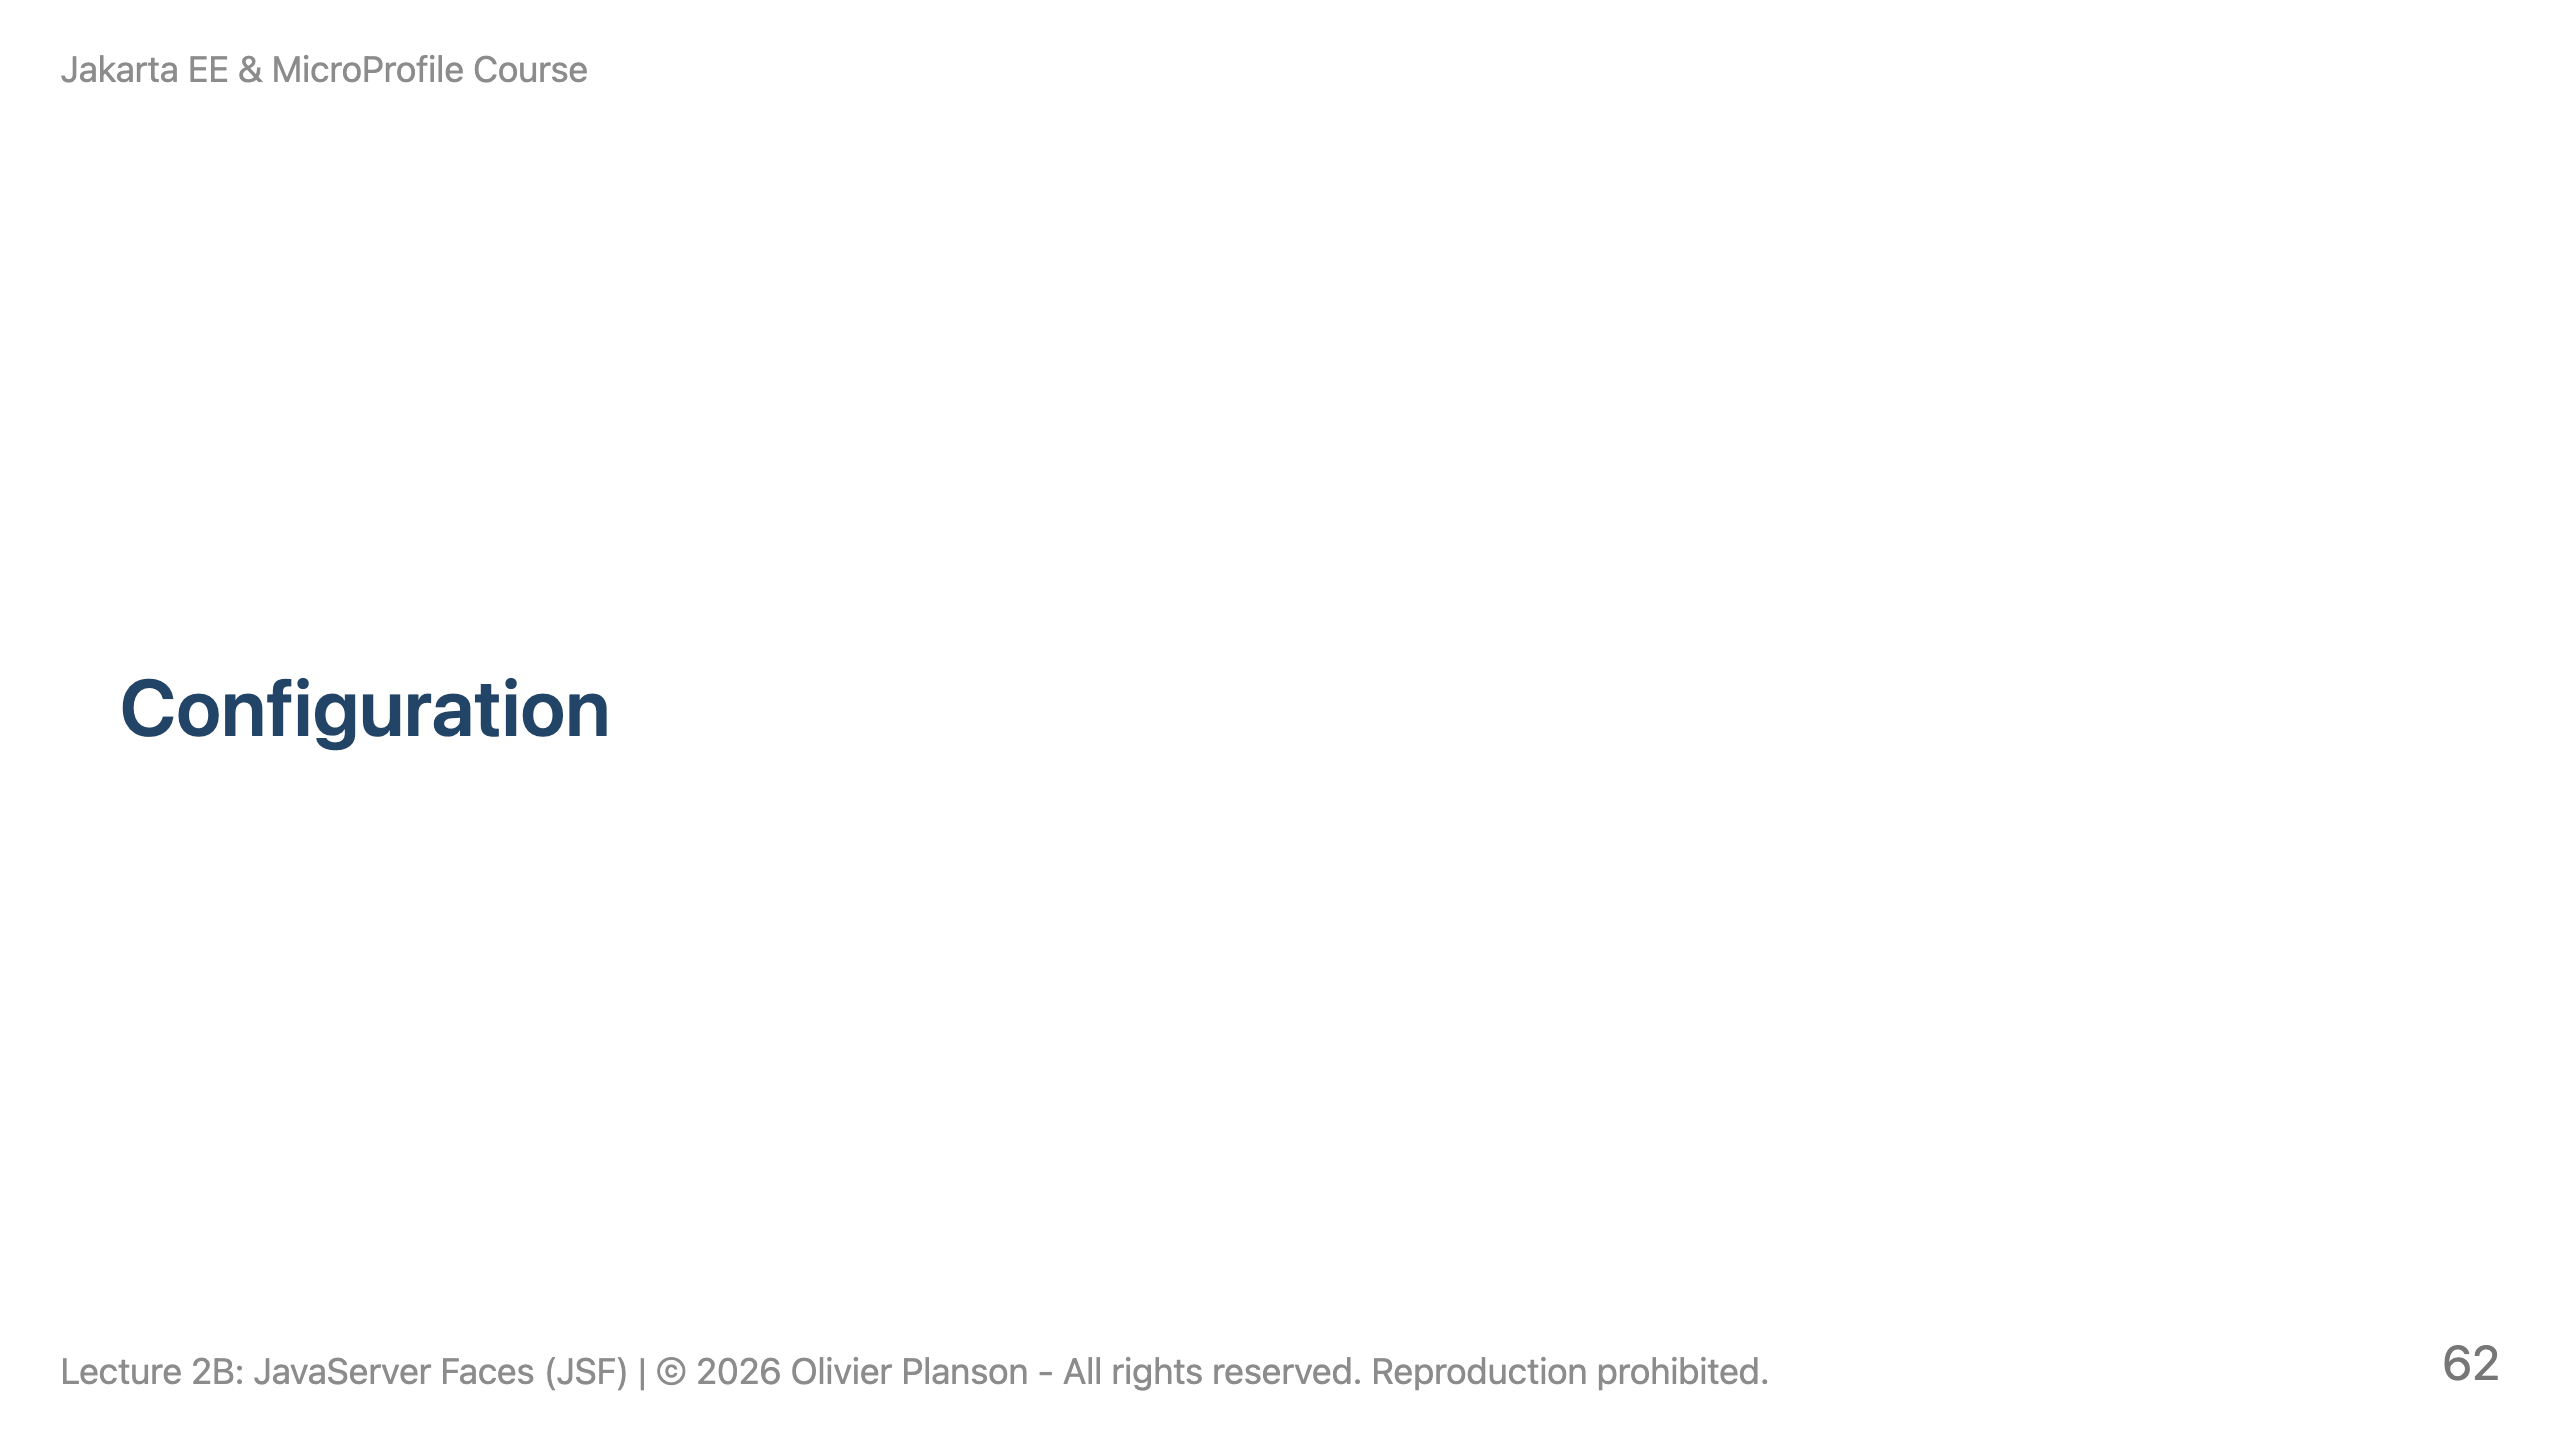 Jakarta EE & MicroProfile Course
Configuration
Lecture 2B: JavaServer Faces (JSF) | © 2026 Olivier Planson - All rights reserved. Reproduction prohibited.
62